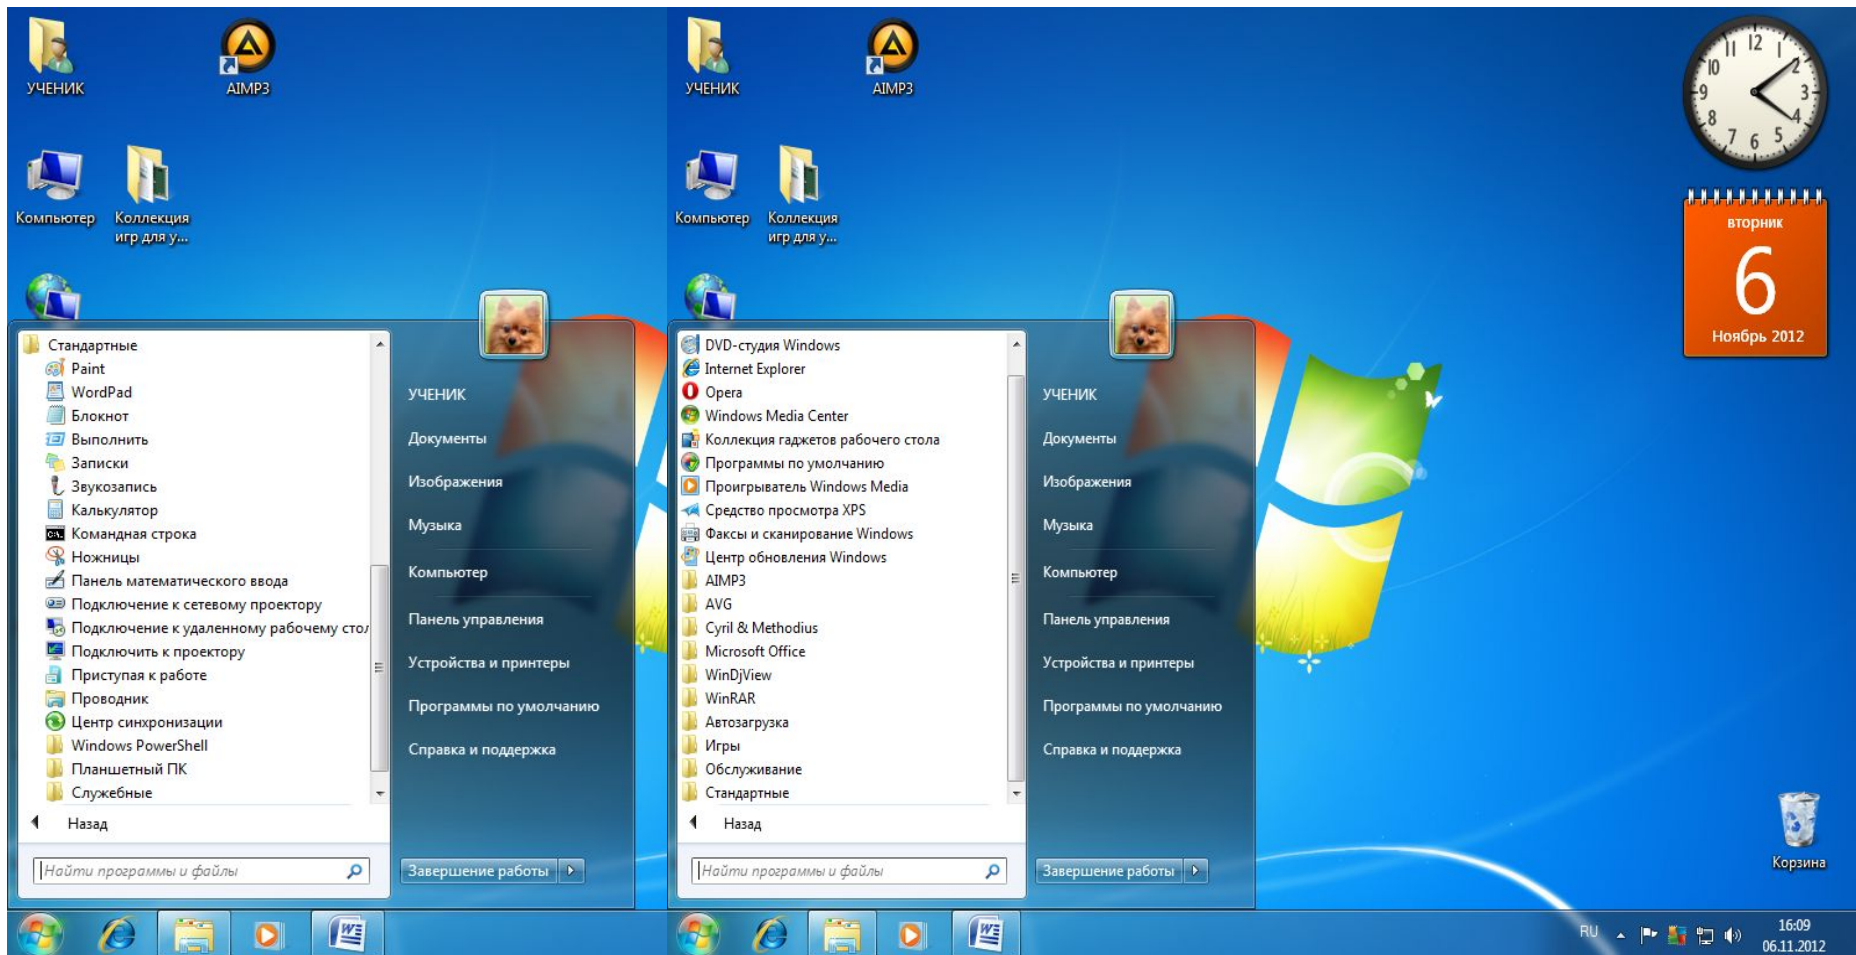 УЧЕНИК
AIMP3
Компьютер
Коллекция
игр для у...
Стандартные
Paint
WordPad
Блокнот
Выполнить
Записки
Звукозапись
Калькулятор
Командная строка
Ножницы
Панель математического ввода
Подключение к сетевому проектору
Подключение к удаленному рабочему стол
Подключить к проектору
Приступая к работе
Проводник
Центр синхронизации
Windows PowerShell
Планшетный ПК
Служебные
Назад
Найти программы и файлы
УЧЕНИК
Документы
Изображения
Музыка
Компьютер
Панель управления
Устройства и принтеры
Программы по умолчанию
Справка и поддержка
Завершение работы
УЧЕНИК
AIMP3
Компьютер
Коллекция
игр для у...
DVD-студия Windows
Internet Explorer
Opera
Windows Media Center
Коллекция гаджетов рабочего стола
Программы по умолчанию
Проигрыватель Windows Media
Средство просмотра XPS
Факсы и сканирование Windows
Центр обновления Windows
AIMP3
AVG
Cyril & Methodius
Microsoft Office
WinDjView
WinRAR
Автозагрузка
Игры
Обслуживание
Стандартные
Назад
Найти программы и файлы
УЧЕНИК
Документы
Изображения
Музыка
Компьютер
Панель управления
Устройства и принтеры
Программы по умолчанию
Справка и поддержка
Завершение работы
12
1
2
3
4
5
6
7
8
9
10
11
вторник
6
Ноябрь 2012
Корзина
RU
16:09
06.11.2012